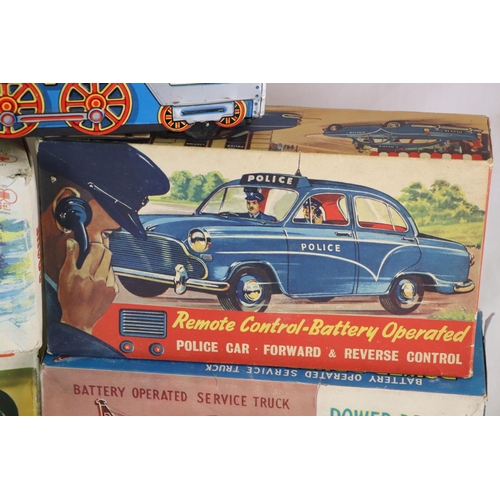 POLICE
POLICE
Remote Control-Battery Operated
POLICE CAR · FORWARD & REVERSE CONTROL
BATTERY OPERATED SERVICE TRUCK
BATTERY OPERATED SERVICE TRUCK